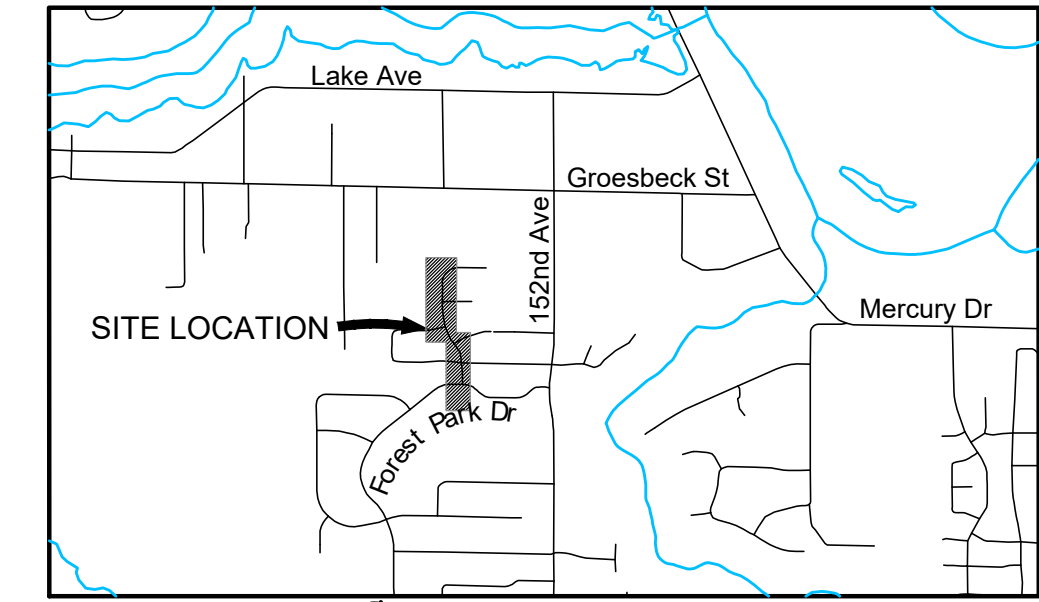 Lake Ave
Groesbeck St
152nd Ave
SITE LOCATION
Mercury Dr
Forest Park Dr